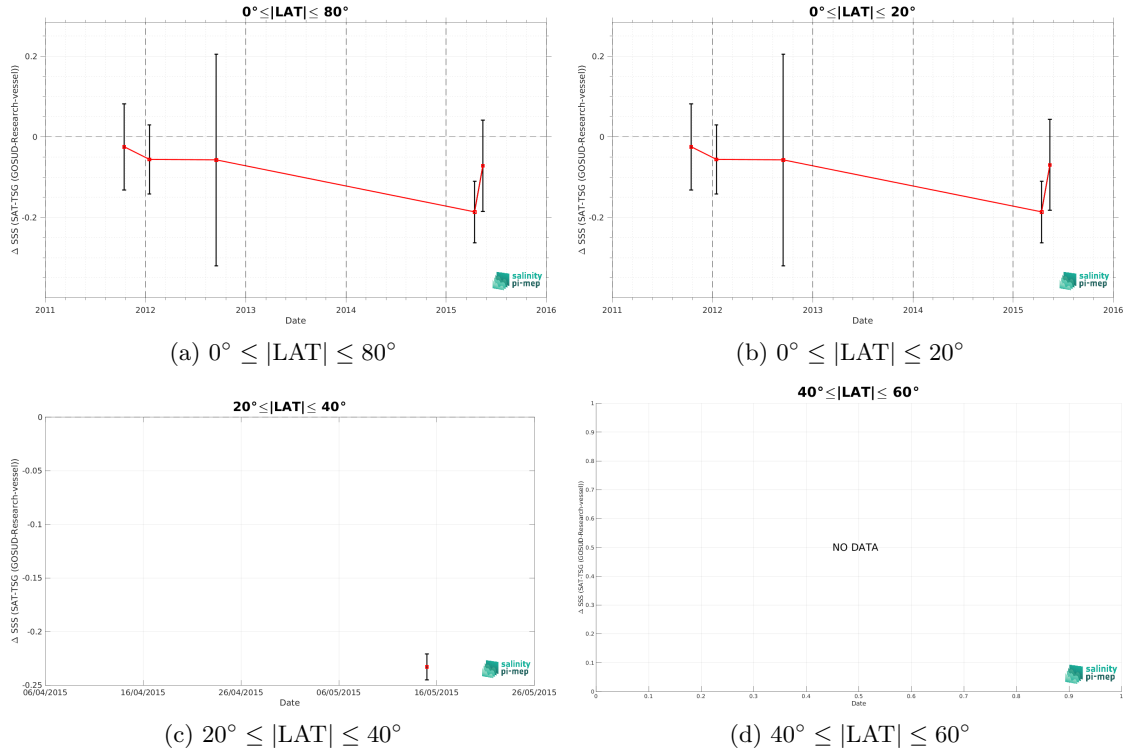 0°≤|LAT|≤ 80°
Δ SSS (SAT-TSG (GOSUD-Research-vessel))
0.2
0
-0.2
2011 2012 2013 2014 2015 2016
Date
salinity
pi-mep
(a) 0° ≤ |LAT| ≤ 80°
0°≤|LAT|≤ 20°
Δ SSS (SAT-TSG (GOSUD-Research-vessel))
0.2
0
-0.2
2011 2012 2013 2014 2015 2016
Date
salinity
pi-mep
(b) 0° ≤ |LAT| ≤ 20°
20°≤|LAT|≤ 40°
Δ SSS (SAT-TSG (GOSUD-Research-vessel))
0
-0.05
-0.1
-0.15
-0.2
-0.25
06/04/2015 16/04/2015 26/04/2015 06/05/2015 16/05/2015 26/05/2015
Date
salinity
pi-mep
(c) 20° ≤ |LAT| ≤ 40°
40°≤|LAT|≤ 60°
Δ SSS (SAT-TSG (GOSUD-Research-vessel))
1
0.9
0.8
0.7
0.6
0.5
0.4
0.3
0.2
0.1
0
NO DATA
0 0.1 0.2 0.3 0.4 0.5 0.6 0.7 0.8 0.9 1
Date
salinity
pi-mep
(d) 40° ≤ |LAT| ≤ 60°